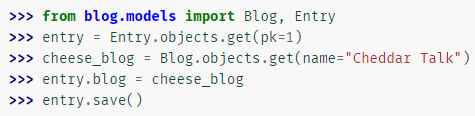 >>> from blog.models import Blog, Entry
>>> entry = Entry.objects.get(pk=1)
>>> cheese_blog = Blog.objects.get(name="Cheddar Talk")
>>> entry.blog = cheese_blog
>>> entry.save()